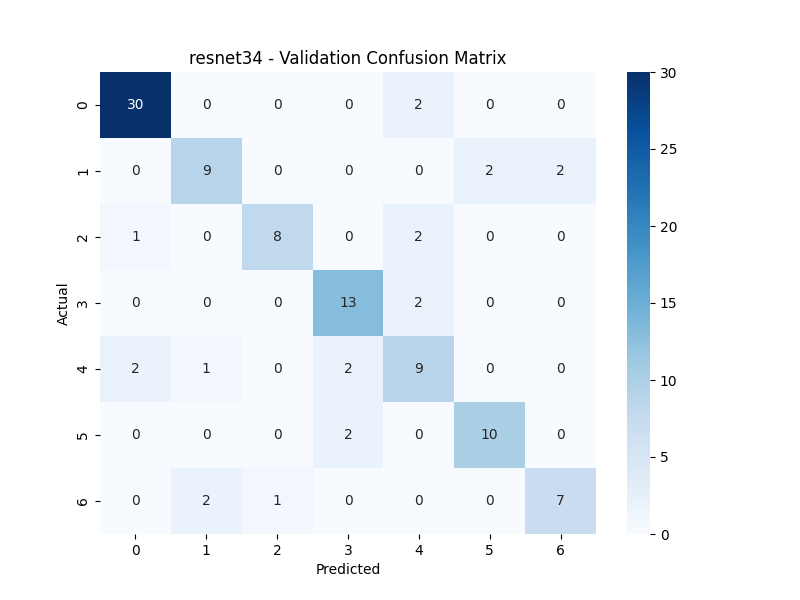 resnet34 - Validation Confusion Matrix
0 30 0 0 0 2 0 0
1 0 9 0 0 0 2 2
2 1 0 8 0 2 0 0
3 0 0 0 13 2 0 0
4 2 1 0 2 9 0 0
5 0 0 0 2 0 10 0
6 0 2 1 0 0 0 7
0 1 2 3 4 5 6
Predicted
Actual
30
25
20
15
10
5
0